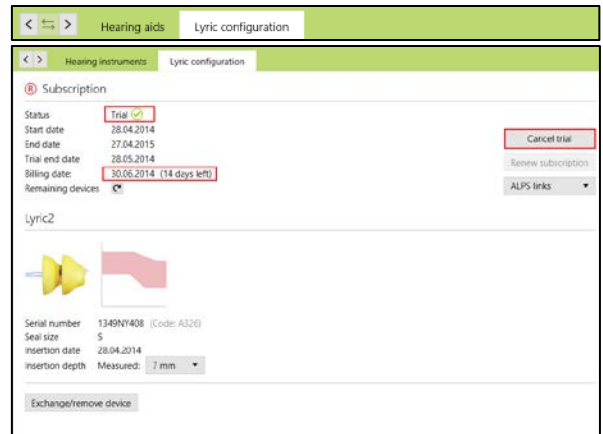 Hearing aids Lyric configuration
Hearing instruments Lyric configuration
® Subscription
Status Trial
Start date 28.04.2014
End date 27.04.2015
Trial end date 28.05.2014
Billing date: 30.06.2014 (14 days left)
Remaining devices
Cancel trial
Renew subscription
ALPS links
Lyric2
Serial number 1349NY408 (Code: A326)
Seal size S
Insertion date 28.04.2014
Insertion depth Measured: 7 mm
Exchange/remove device